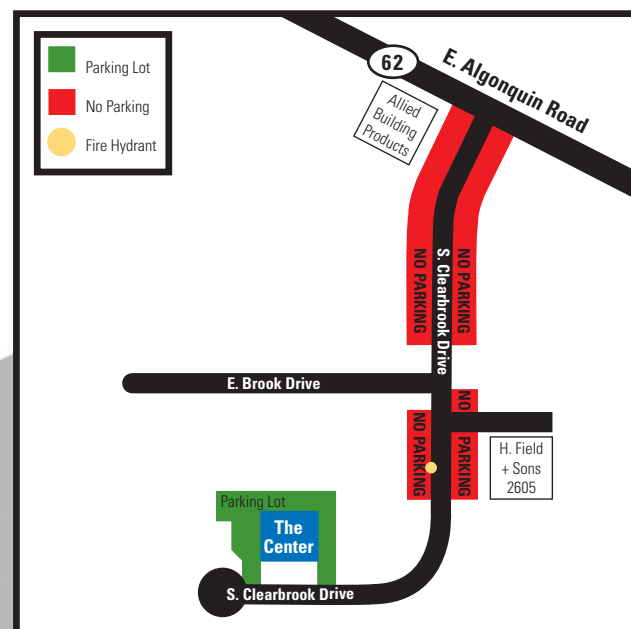 Parking Lot
No Parking
Fire Hydrant
62
E. Algonquin Road
Allied
Building
Products
NO PARKING
S. Clearbrook Drive
NO PARKING
E. Brook Drive
NO PARKING
NO PARKING
H. Field
+ Sons
2605
Parking Lot
The
Center
S. Clearbrook Drive